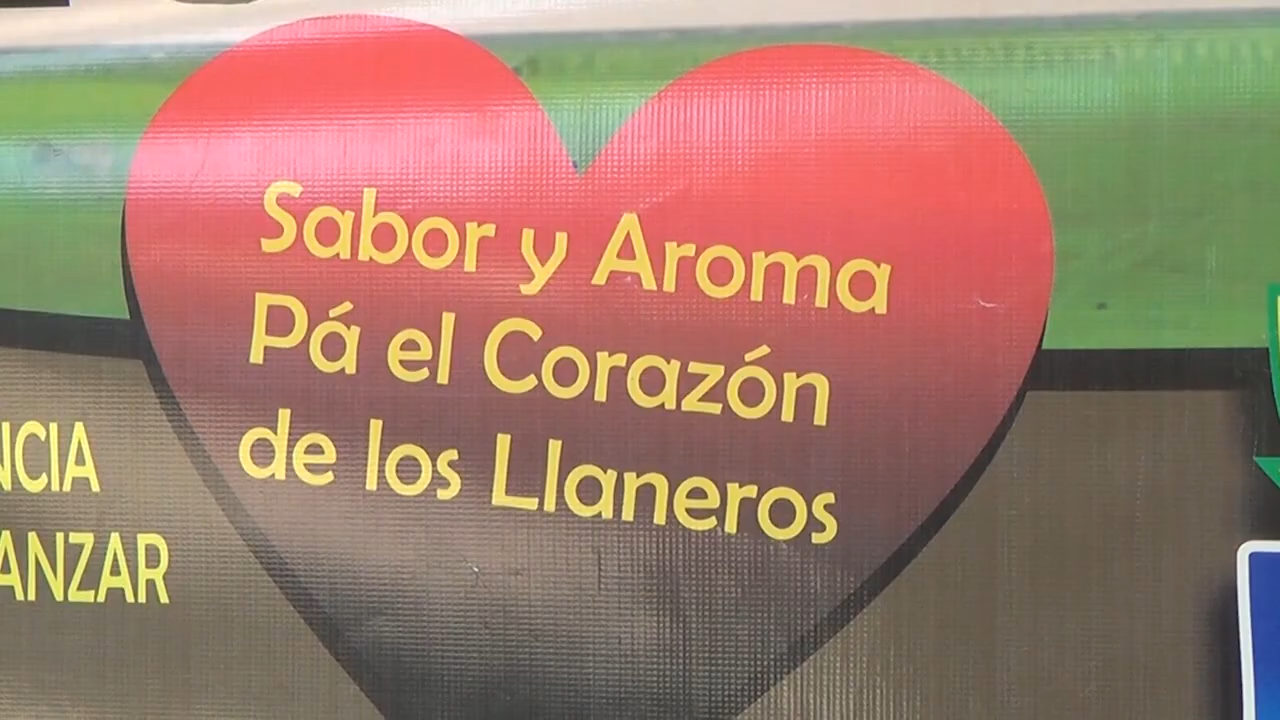 Sabor y Aroma
Pá el Corazón
de los Llaneros
NCIA
ANZAR